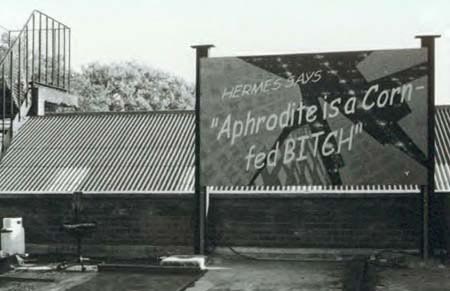 HERMES SAYS
"Aphrodite is a Corn-
fed BITCH"